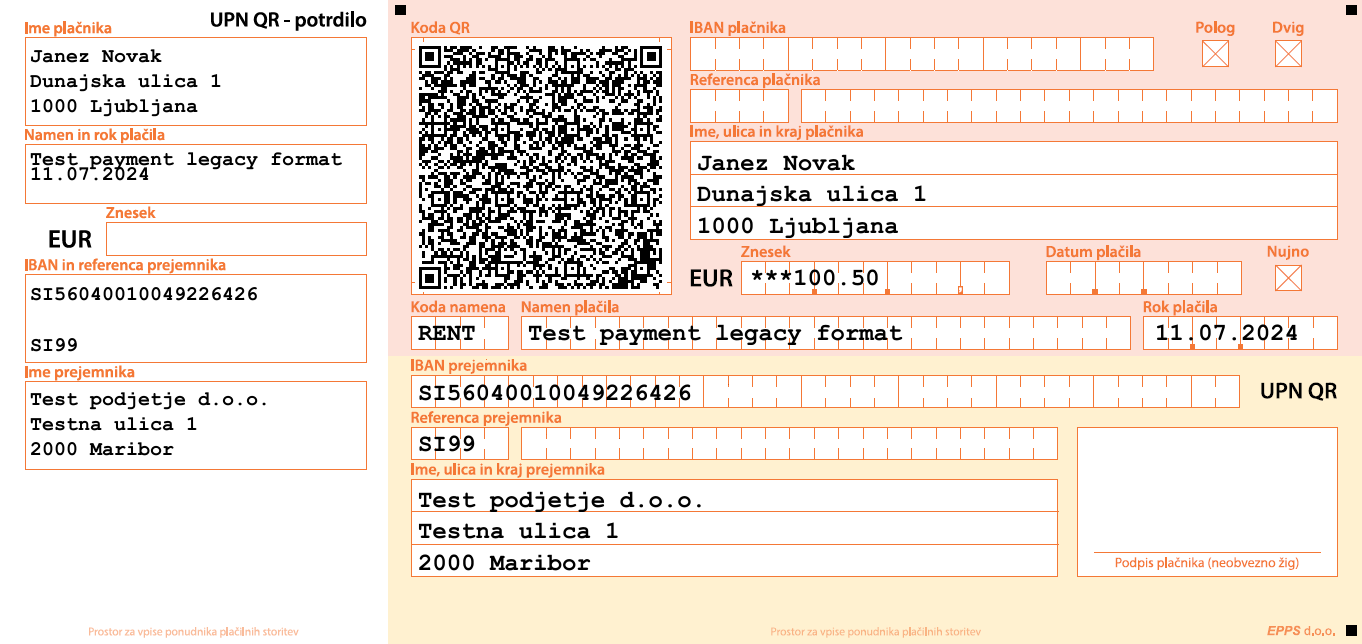 UPN QR - potrdilo
Ime plačnika
Janez Novak
Dunajska ulica 1
1000 Ljubljana
Namen in rok plačila
Test payment legacy format
11.07.2024
Znesek
EUR
IBAN in referenca prejemnika
SI56040010049226426
SI99
Ime prejemnika
Test podjetje d.o.o.
Testna ulica 1
2000 Maribor
Prostor za vpise ponudnika plačilnih storitev
Koda QR
IBAN plačnika
Polog
Dvig
Referenca plačnika
Ime, ulica in kraj plačnika
Janez Novak
Dunajska ulica 1
1000 Ljubljana
Znesek
Datum plačila
Nujno
EUR ***100.50
Koda namena
Namen plačila
Rok plačila
RENT
Test payment legacy format
11.07.2024
IBAN prejemnika
SI56040010049226426
UPN QR
Referenca prejemnika
SI99
Ime, ulica in kraj prejemnika
Test podjetje d.o.o.
Testna ulica 1
2000 Maribor
Podpis plačnika (neobvezno žig)
Prostor za vpise ponudnika plačilnih storitev
EPPS d.o.o.